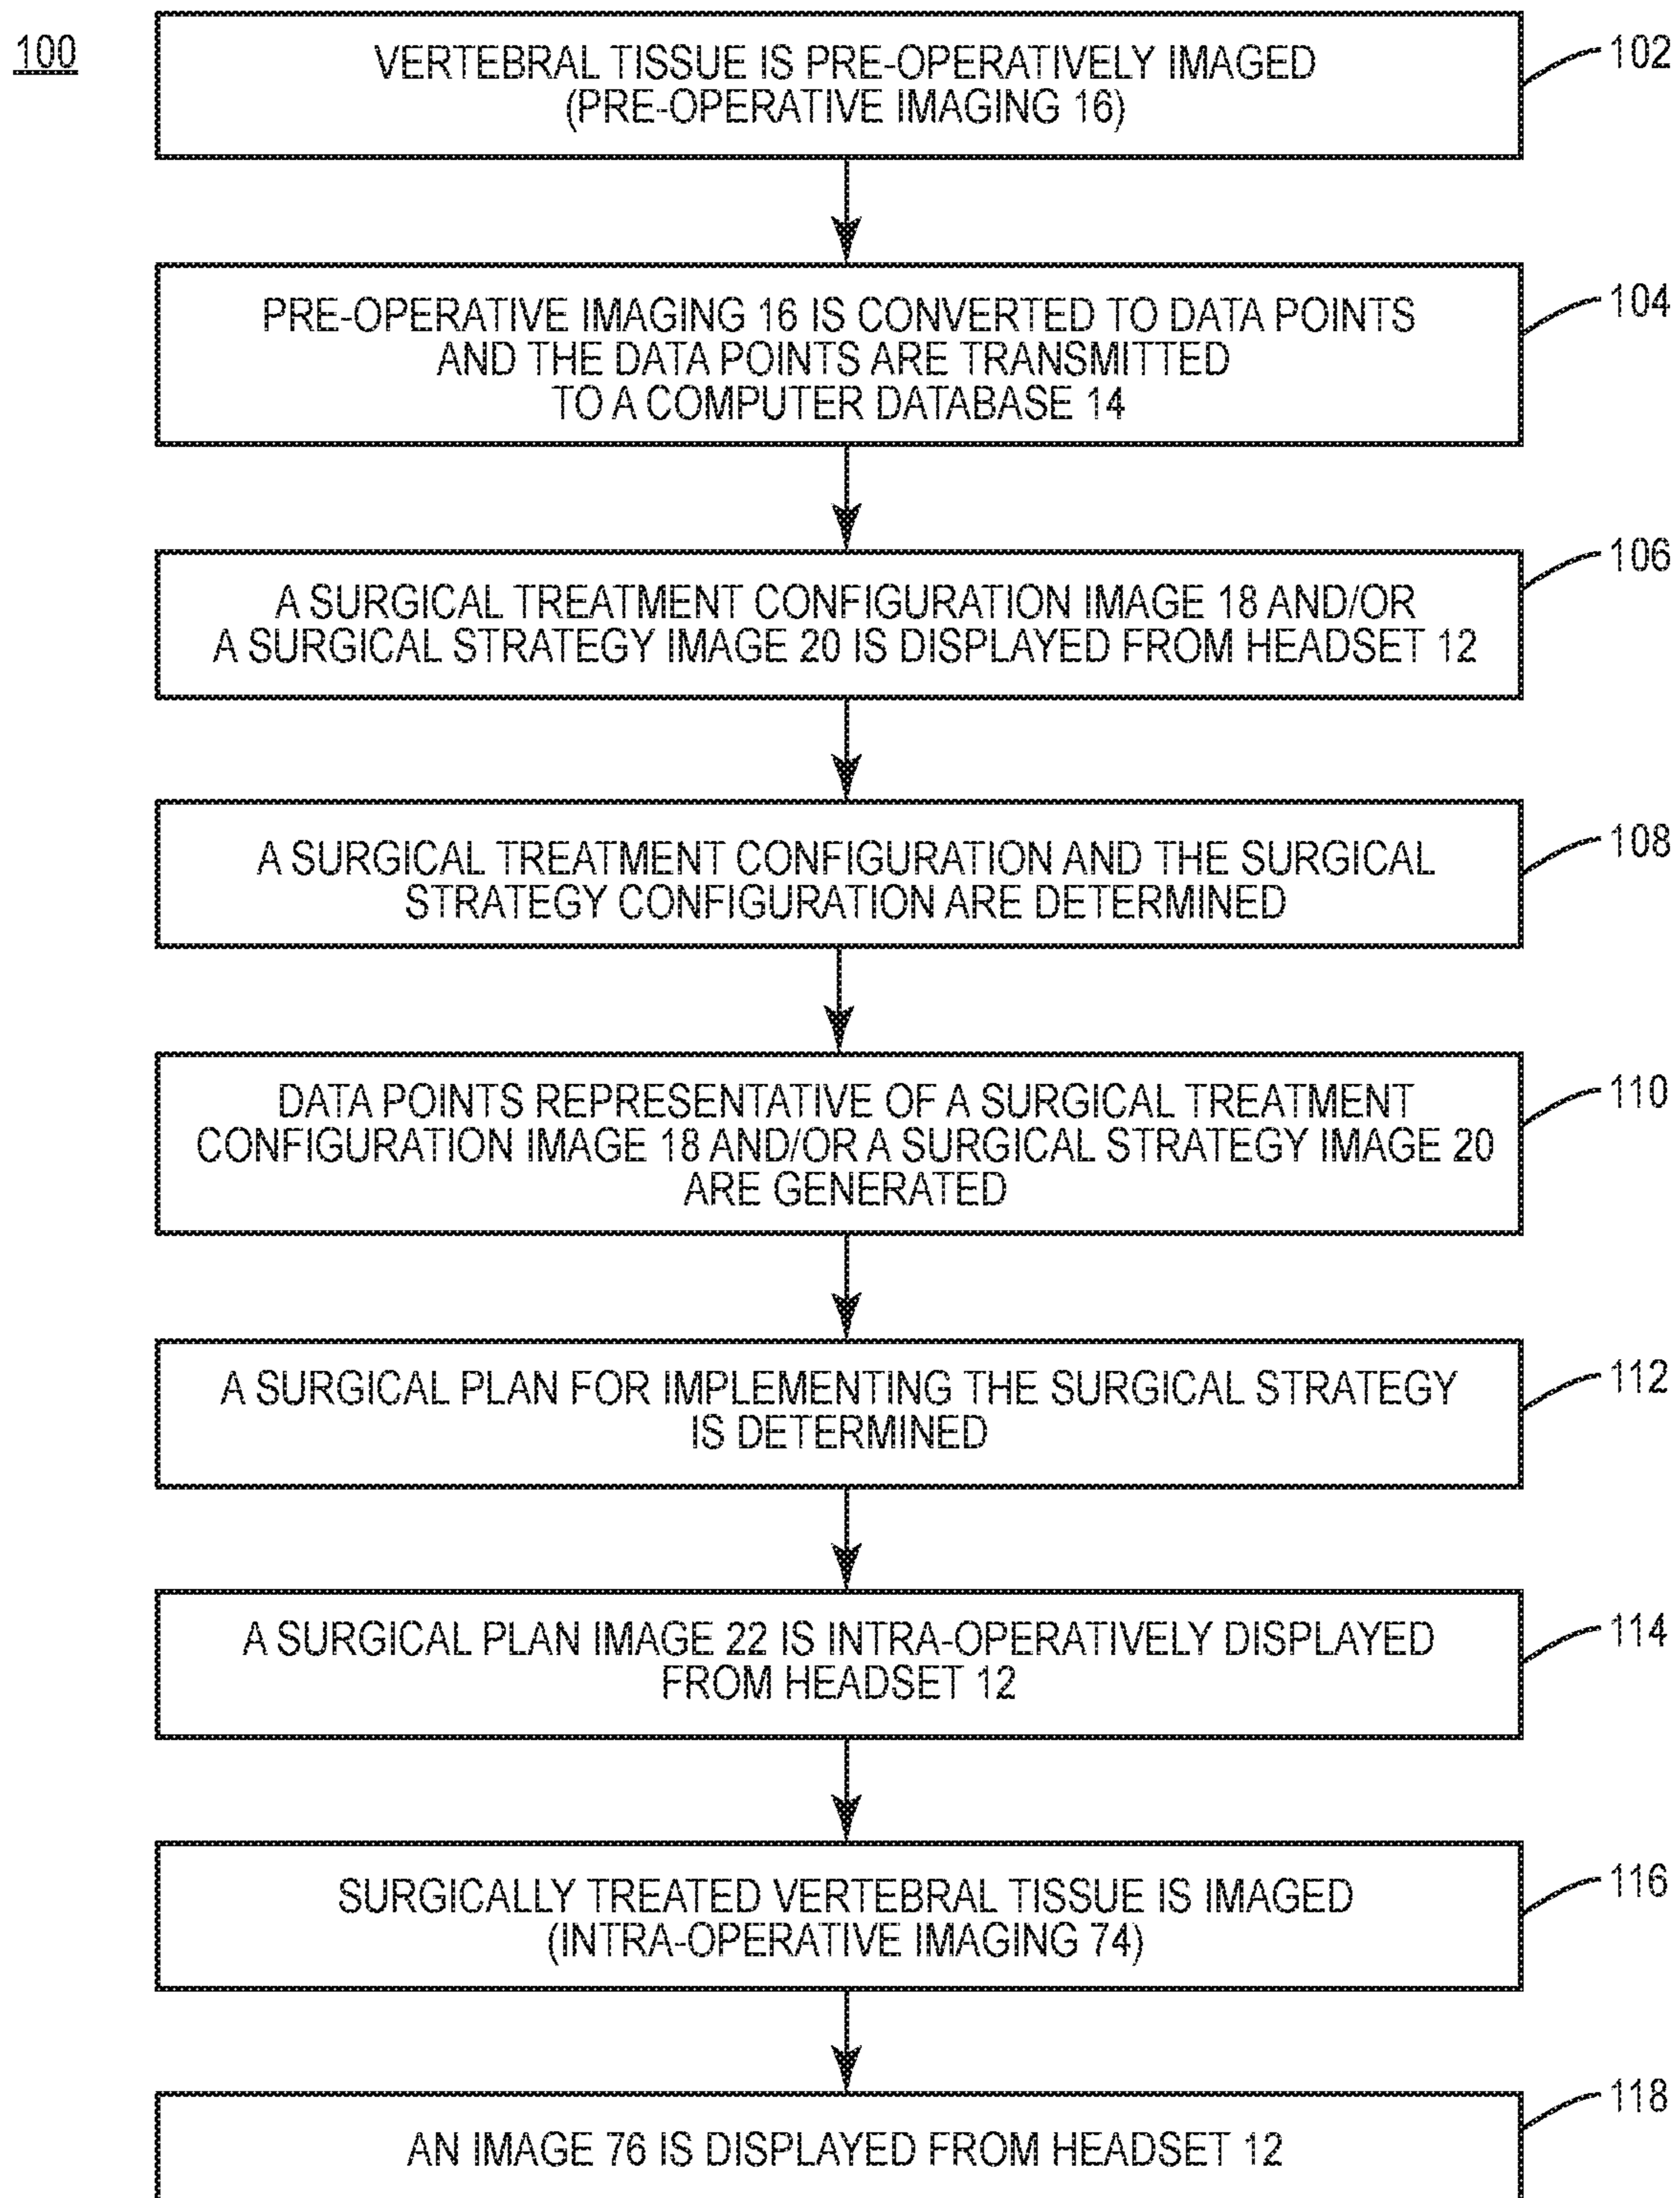 100
VERTEBRAL TISSUE IS PRE-OPERATIVELY IMAGED
(PRE-OPERATIVE IMAGING 16)
102
PRE-OPERATIVE IMAGING 16 IS CONVERTED TO DATA POINTS
AND THE DATA POINTS ARE TRANSMITTED
TO A COMPUTER DATABASE 14
104
A SURGICAL TREATMENT CONFIGURATION IMAGE 18 AND/OR
A SURGICAL STRATEGY IMAGE 20 IS DISPLAYED FROM HEADSET 12
106
A SURGICAL TREATMENT CONFIGURATION AND THE SURGICAL
STRATEGY CONFIGURATION ARE DETERMINED
108
DATA POINTS REPRESENTATIVE OF A SURGICAL TREATMENT
CONFIGURATION IMAGE 18 AND/OR A SURGICAL STRATEGY IMAGE 20
ARE GENERATED
110
A SURGICAL PLAN FOR IMPLEMENTING THE SURGICAL STRATEGY
IS DETERMINED
112
A SURGICAL PLAN IMAGE 22 IS INTRA-OPERATIVELY DISPLAYED
FROM HEADSET 12
114
SURGICALLY TREATED VERTEBRAL TISSUE IS IMAGED
(INTRA-OPERATIVE IMAGING 74)
116
AN IMAGE 76 IS DISPLAYED FROM HEADSET 12
118